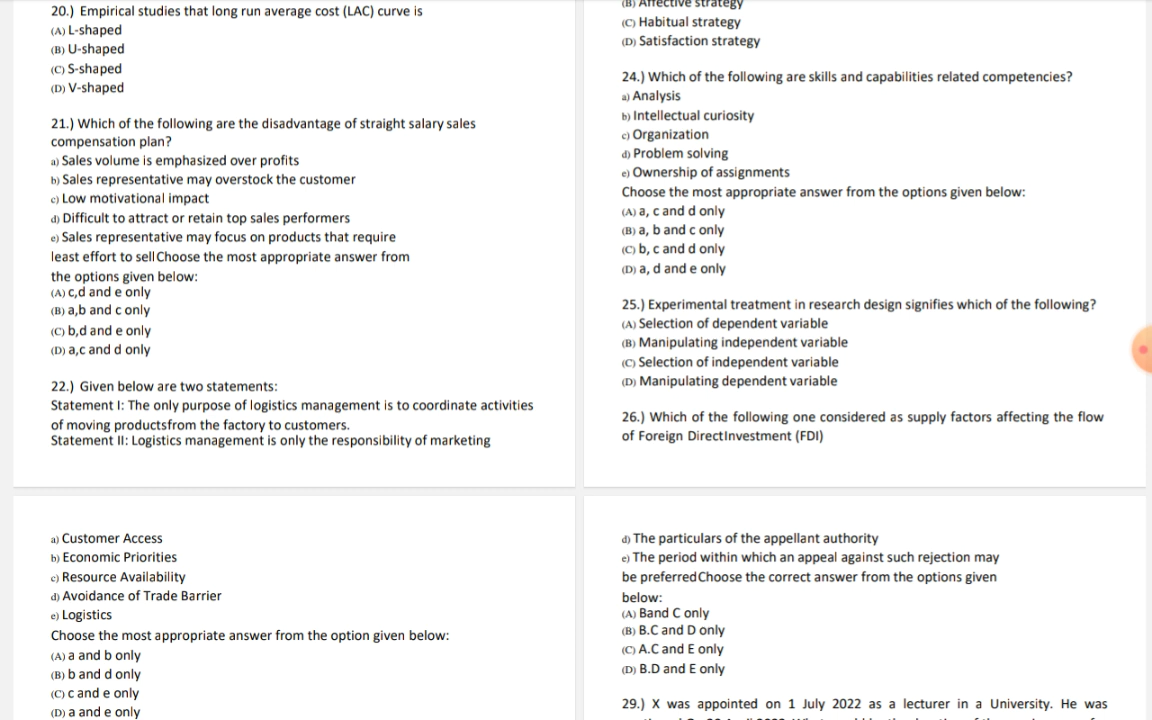 20.) Empirical studies that long run average cost (LAC) curve is
(A) L-shaped
(B) U-shaped
(C) S-shaped
(D) V-shaped
21.) Which of the following are the disadvantage of straight salary sales
compensation plan?
a) Sales volume is emphasized over profits
b) Sales representative may overstock the customer
c) Low motivational impact
d) Difficult to attract or retain top sales performers
e) Sales representative may focus on products that require
least effort to sell Choose the most appropriate answer from
the options given below:
(A) c,d and e only
(B) a,b and c only
(C) b,d and e only
(D) a,c and d only
22.) Given below are two statements:
Statement I: The only purpose of logistics management is to coordinate activities
of moving productsfrom the factory to customers.
Statement II: Logistics management is only the responsibility of marketing
(B) Affective strategy
(C) Habitual strategy
(D) Satisfaction strategy
24.) Which of the following are skills and capabilities related competencies?
a) Analysis
b) Intellectual curiosity
c) Organization
d) Problem solving
e) Ownership of assignments
Choose the most appropriate answer from the options given below:
(A) a, c and d only
(B) a, b and c only
(C) b, c and d only
(D) a, d and e only
25.) Experimental treatment in research design signifies which of the following?
(A) Selection of dependent variable
(B) Manipulating independent variable
(C) Selection of independent variable
(D) Manipulating dependent variable
26.) Which of the following one considered as supply factors affecting the flow
of Foreign DirectInvestment (FDI)
a) Customer Access
b) Economic Priorities
c) Resource Availability
d) Avoidance of Trade Barrier
e) Logistics
Choose the most appropriate answer from the option given below:
(A) a and b only
(B) b and d only
(C) c and e only
(D) a and e only
d) The particulars of the appellant authority
e) The period within which an appeal against such rejection may
be preferred Choose the correct answer from the options given
below:
(A) Band C only
(B) B.C and D only
(C) A.C and E only
(D) B.D and E only
29.) X was appointed on 1 July 2022 as a lecturer in a University. He was